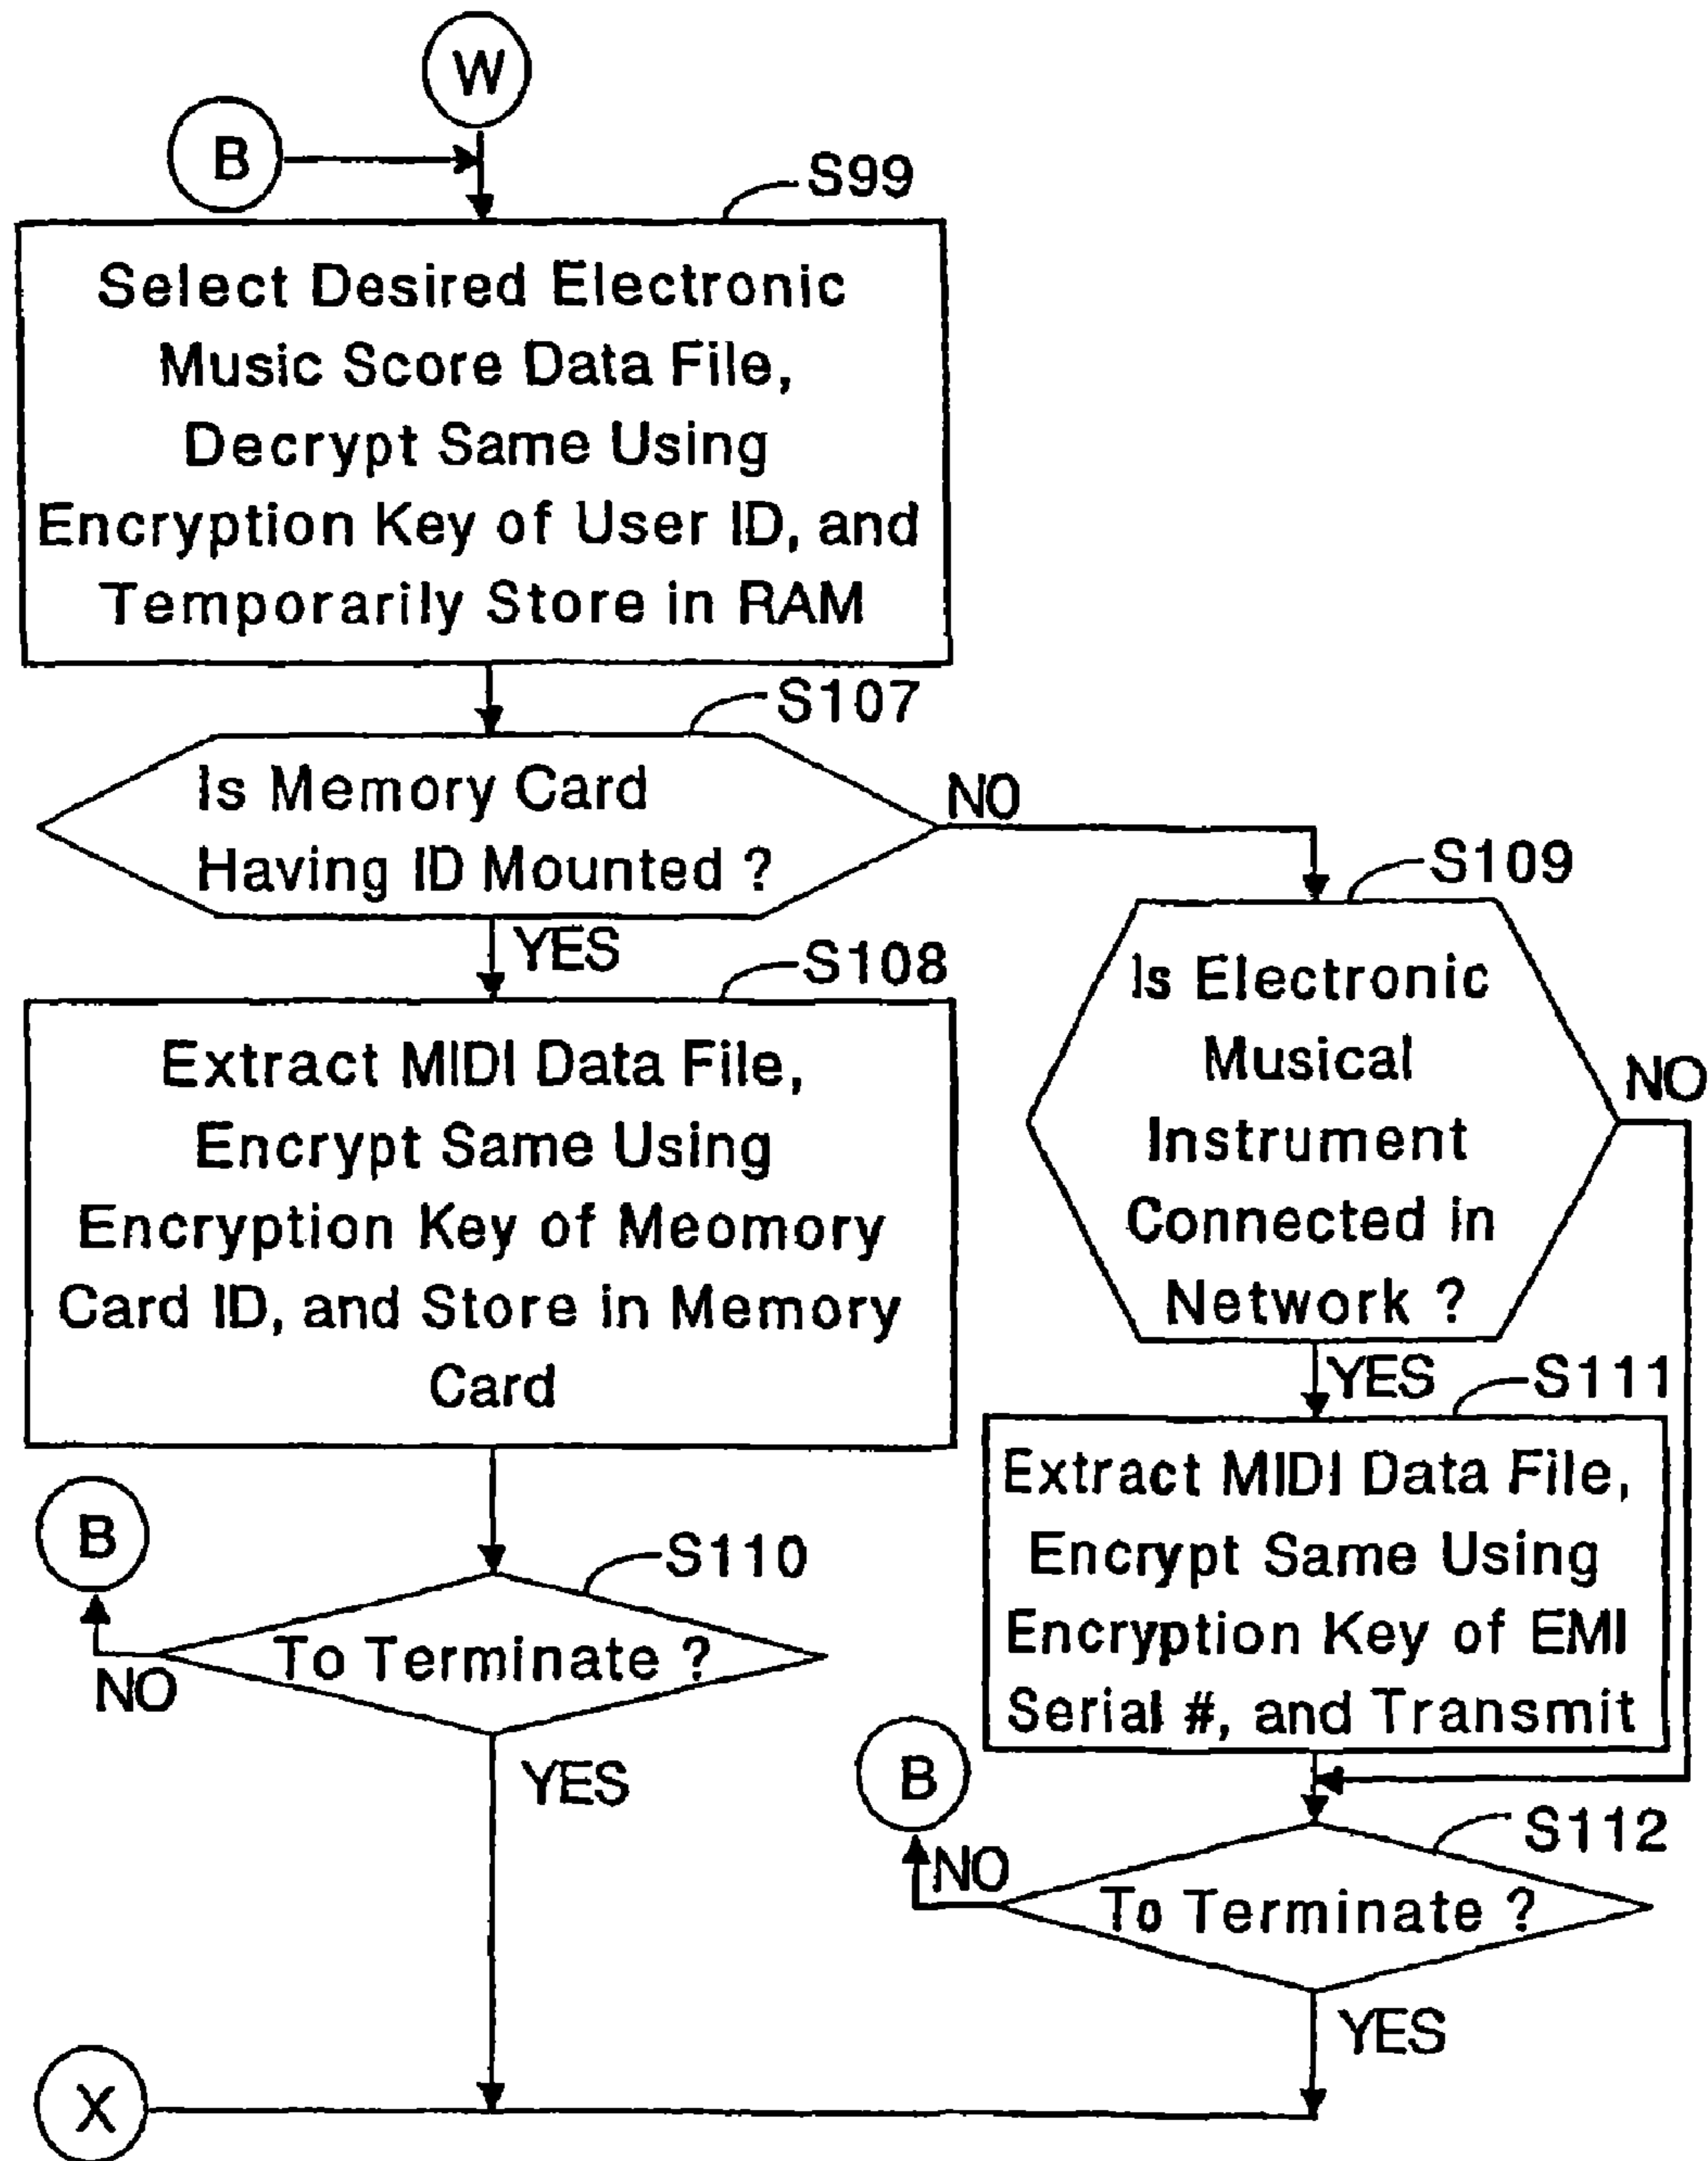 W
B
S99
Select Desired Electronic
Music Score Data File,
Decrypt Same Using
Encryption Key of User ID, and
Temporarily Store in RAM
S107
Is Memory Card
Having ID Mounted ?
NO
YES
S109
Is Electronic
Musical
Instrument
Connected in
Network ?
NO
YES
S108
Extract MIDI Data File,
Encrypt Same Using
Encryption Key of Meomory
Card ID, and Store in Memory
Card
S111
Extract MIDI Data File,
Encrypt Same Using
Encryption Key of EMI
Serial #, and Transmit
B
S110
To Terminate ?
NO
YES
B
S112
To Terminate ?
NO
YES
X